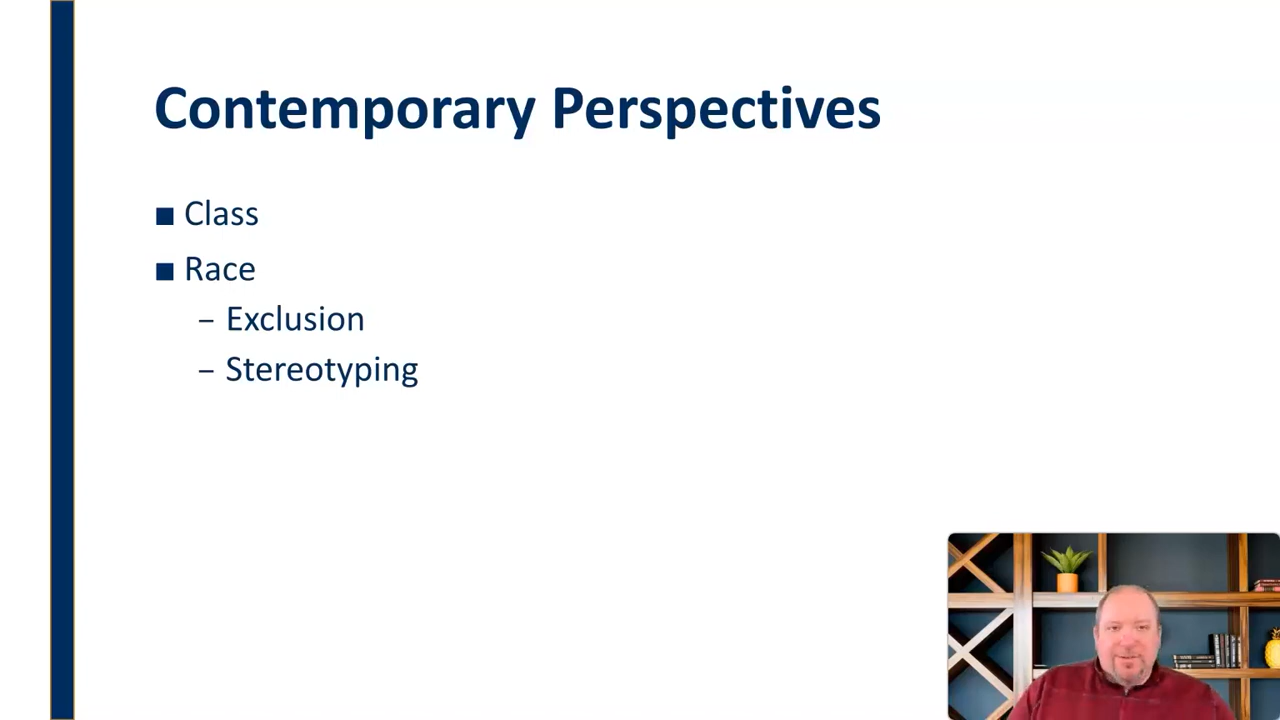 Contemporary Perspectives
■ Class
■ Race
– Exclusion
– Stereotyping